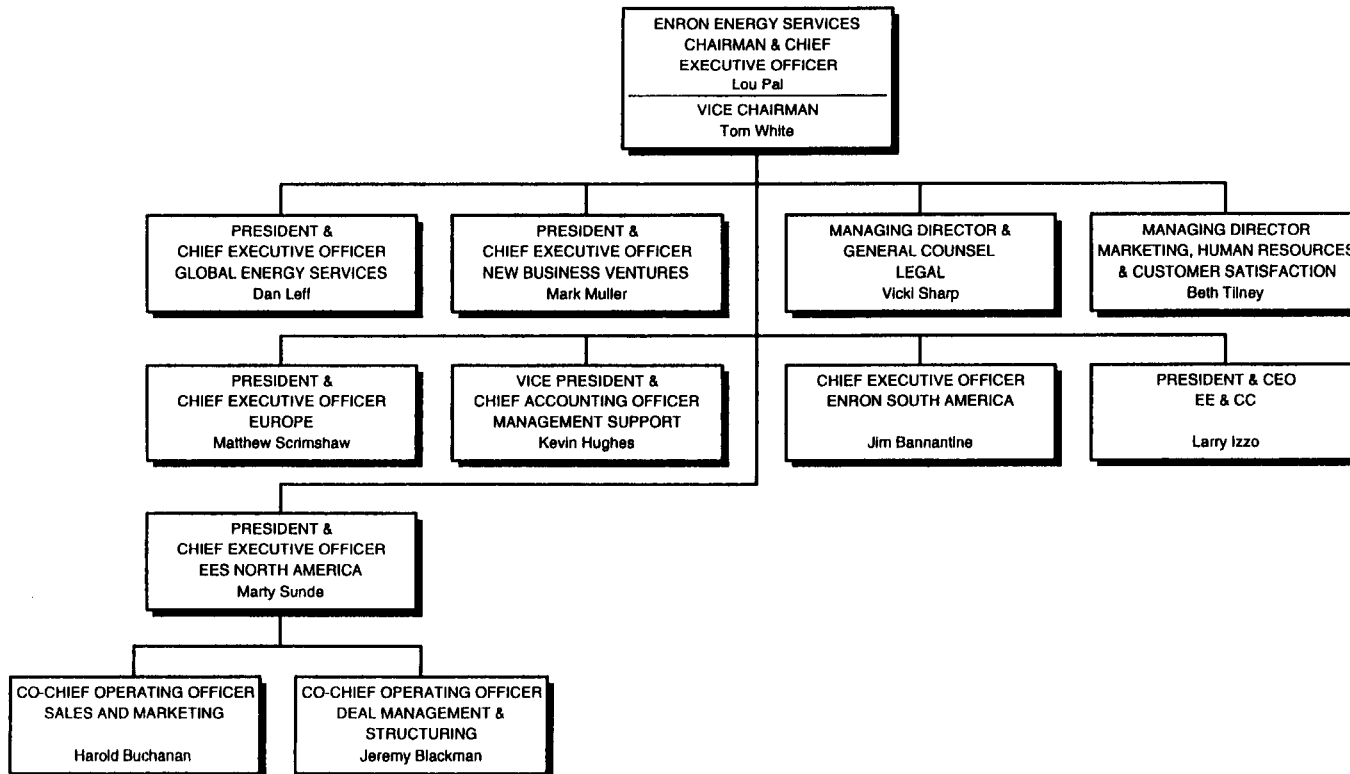 ENRON ENERGY SERVICES
CHAIRMAN & CHIEF
EXECUTIVE OFFICER
Lou Pai
VICE CHAIRMAN
Tom White
PRESIDENT &
CHIEF EXECUTIVE OFFICER
GLOBAL ENERGY SERVICES
Dan Leff
PRESIDENT &
CHIEF EXECUTIVE OFFICER
NEW BUSINESS VENTURES
Mark Muller
MANAGING DIRECTOR &
GENERAL COUNSEL
LEGAL
Vicki Sharp
MANAGING DIRECTOR
MARKETING, HUMAN RESOURCES
& CUSTOMER SATISFACTION
Beth Tilney
PRESIDENT &
CHIEF EXECUTIVE OFFICER
EUROPE
Matthew Scrimshaw
VICE PRESIDENT &
CHIEF ACCOUNTING OFFICER
MANAGEMENT SUPPORT
Kevin Hughes
CHIEF EXECUTIVE OFFICER
ENRON SOUTH AMERICA
Jim Bannantine
PRESIDENT & CEO
EE & CC
Larry Izzo
PRESIDENT &
CHIEF EXECUTIVE OFFICER
EES NORTH AMERICA
Marty Sunde
CO-CHIEF OPERATING OFFICER
SALES AND MARKETING
Harold Buchanan
CO-CHIEF OPERATING OFFICER
DEAL MANAGEMENT &
STRUCTURING
Jeremy Blackman